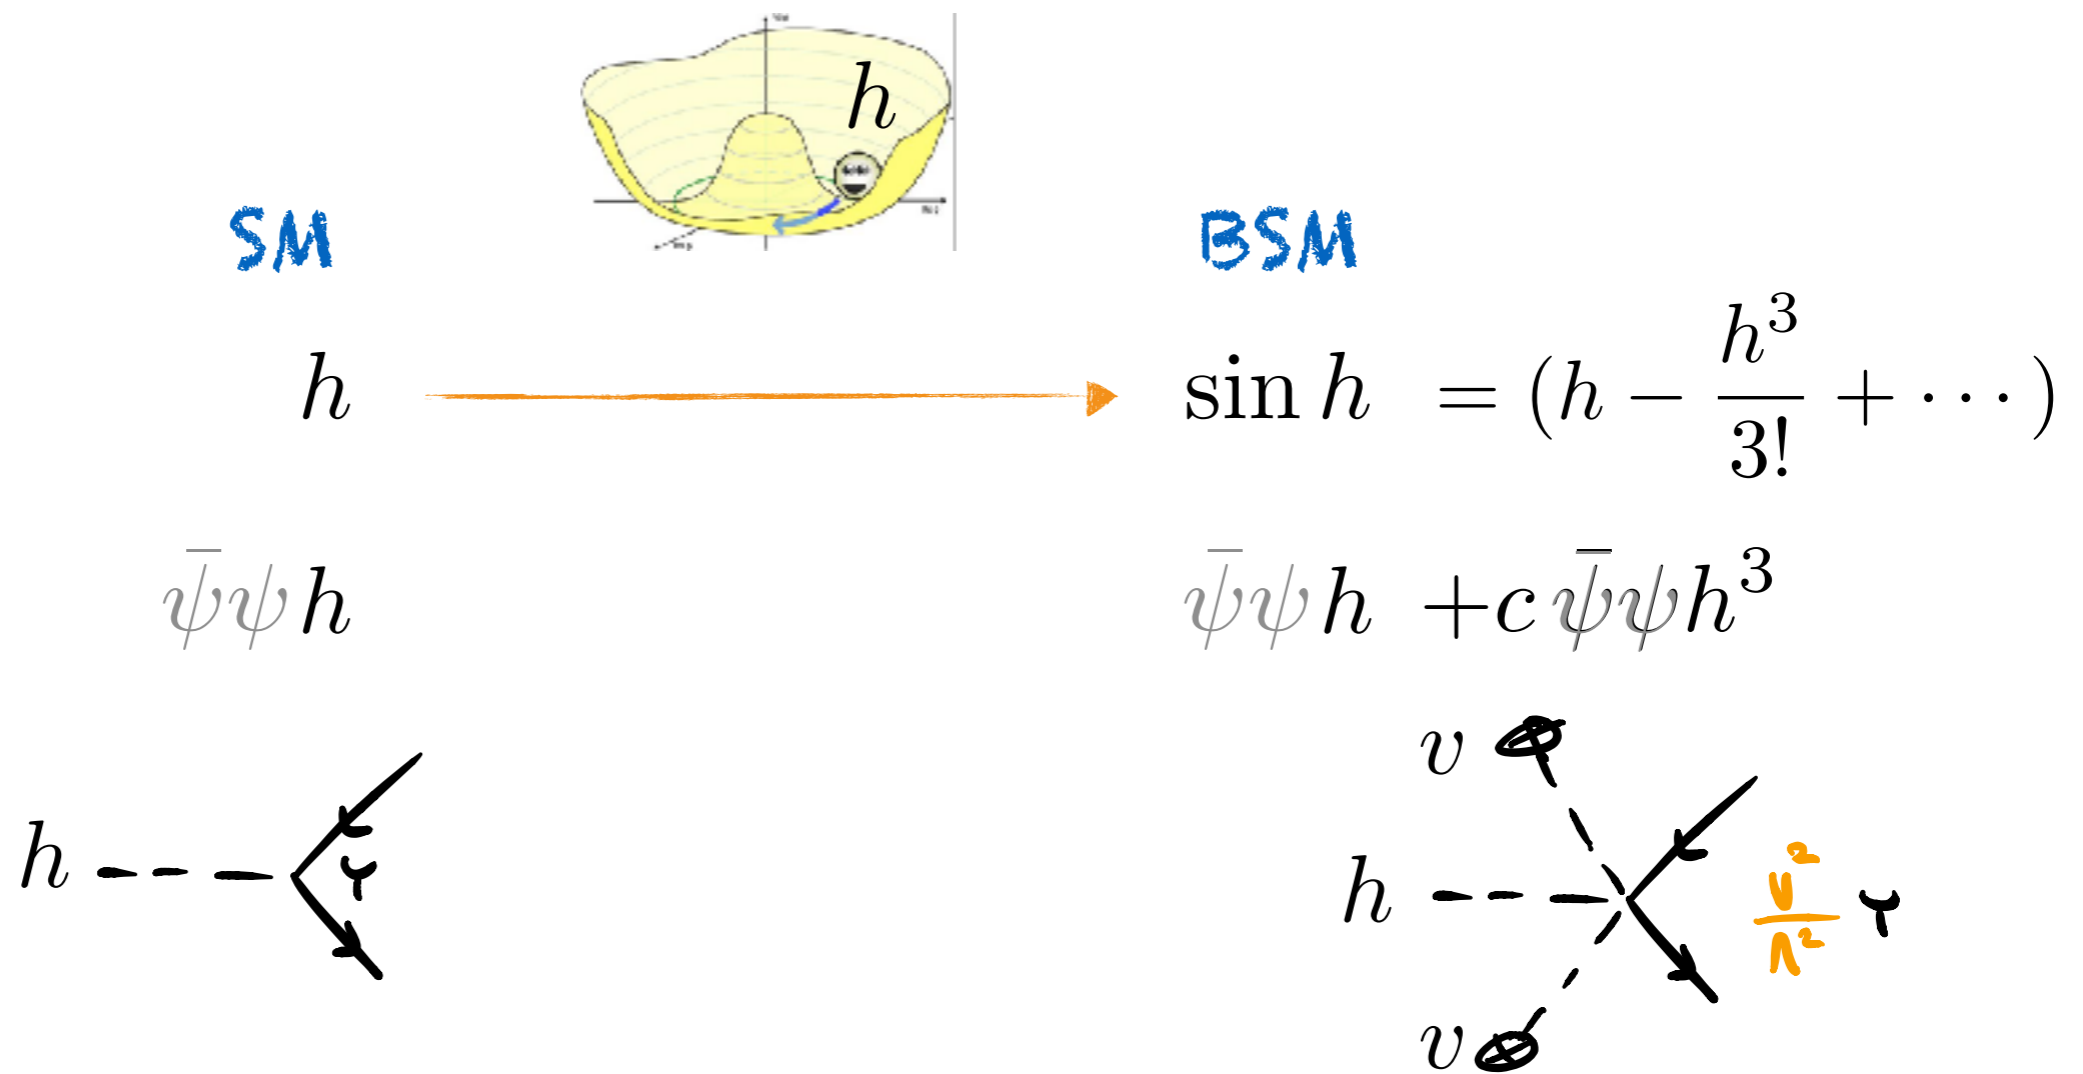 h
SM
BSM
h
sin h = (h − h³/3! + ⋯)
ψ̄ψh
ψ̄ψh +c ψ̄ψh³
v
h
Y
h
v²/Λ² Y
v